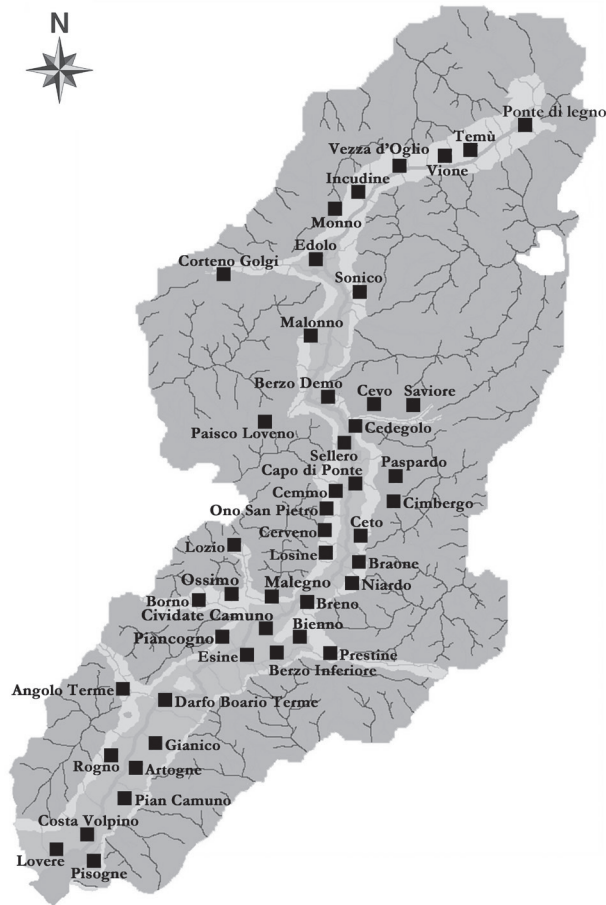 N
Ponte di legno
Temù
Vezza d'Oglio
Vione
Incudine
Monno
Edolo
Corteno Golgi
Sonico
Malonno
Berzo Demo
Cevo
Saviore
Cedegolo
Paisco Loveno
Sellero
Paspardo
Capo di Ponte
Cemmo
Cimbergo
Ono San Pietro
Cerveno
Ceto
Lozio
Losine
Braone
Ossimo
Malegno
Niardo
Borno
Breno
Cividate Camuno
Bienno
Piancogno
Esine
Prestine
Berzo Inferiore
Angolo Terme
Darfo Boario Terme
Gianico
Rogno
Artogne
Pian Camuno
Costa Volpino
Lovere
Pisogne